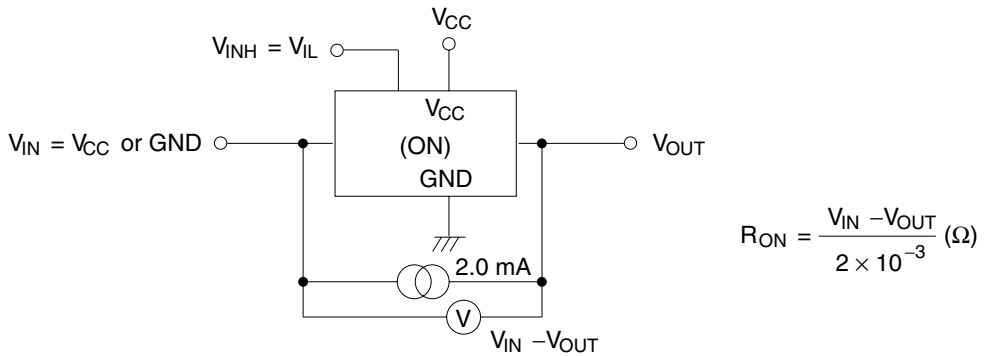 VCC
VINH = VIL
VCC
VIN = VCC or GND
(ON)
VOUT
GND
RON = VIN −VOUT / 2 × 10−3 (Ω)
2.0 mA
V
VIN −VOUT